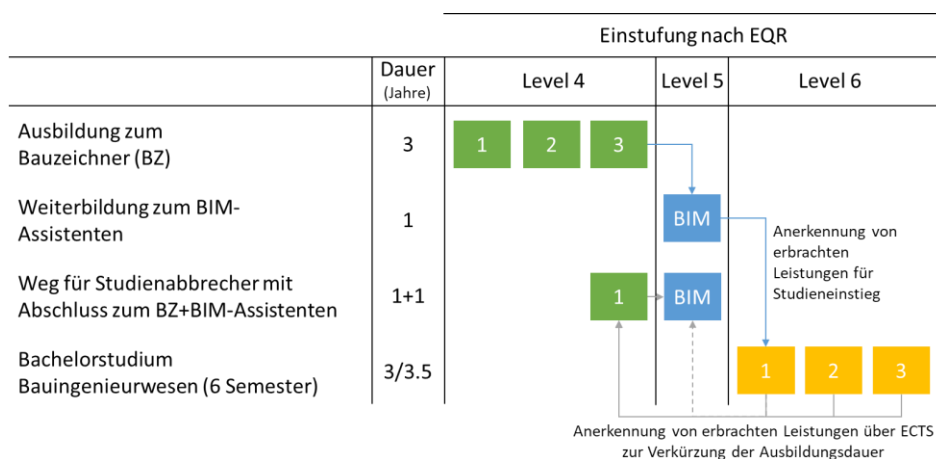 Einstufung nach EQR
Dauer
(Jahre)
Level 4
Level 5
Level 6
Ausbildung zum
Bauzeichner (BZ)
3
1
2
3
Weiterbildung zum BIM-
Assistenten
1
BIM
Anerkennung von
erbrachten
Leistungen für
Studieneinstieg
Weg für Studienabbrecher mit
Abschluss zum BZ+BIM-Assistenten
1+1
1
BIM
Bachelorstudium
Bauingenieurwesen (6 Semester)
3/3.5
1
2
3
Anerkennung von erbrachten Leistungen über ECTS
zur Verkürzung der Ausbildungsdauer